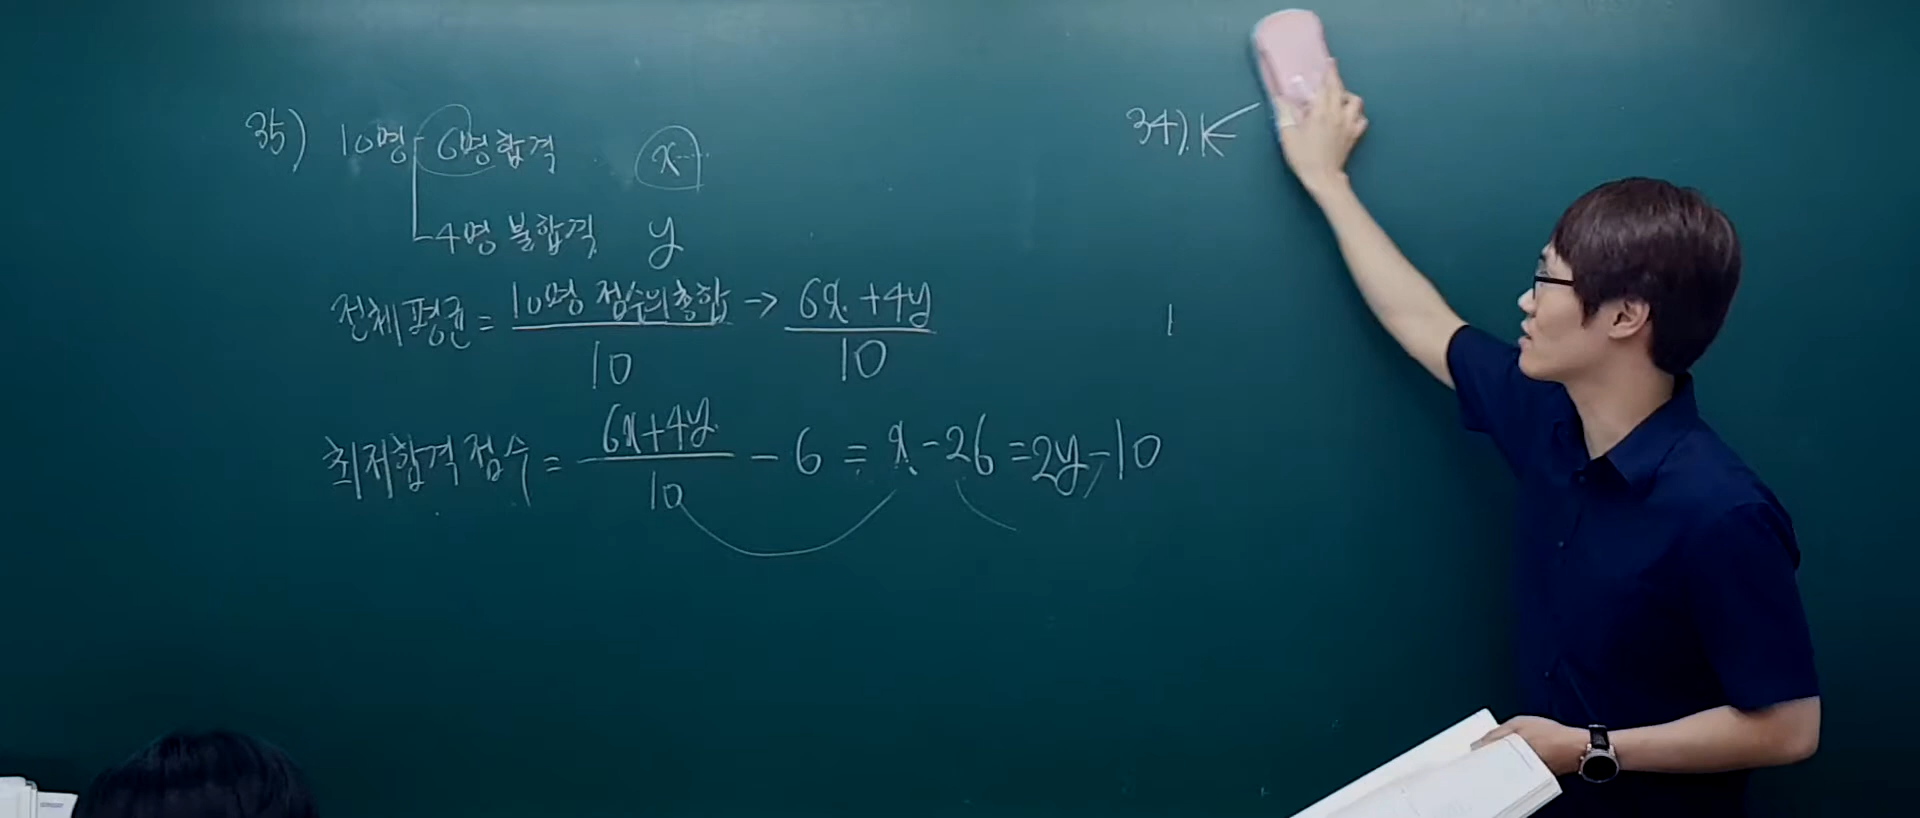 35) 10명 6명합격 x
4명 불합격 y
전체평균 = 10명 점수의총합 / 10 → 6x+4y / 10
최저합격점수 = 6x+4y / 10 - 6 = x-26 = 2y-10
34) K